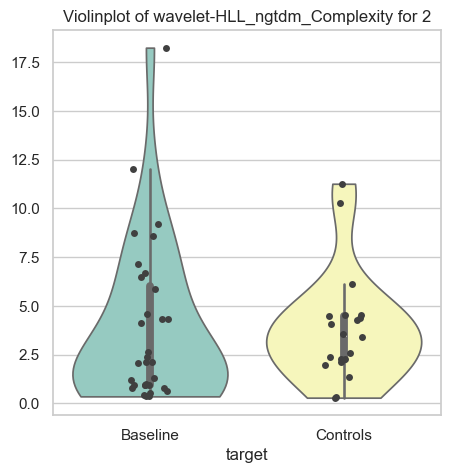 Violinplot of wavelet-HLL_ngtdm_Complexity for 2
17.5
15.0
12.5
10.0
7.5
5.0
2.5
0.0
Baseline Controls
target